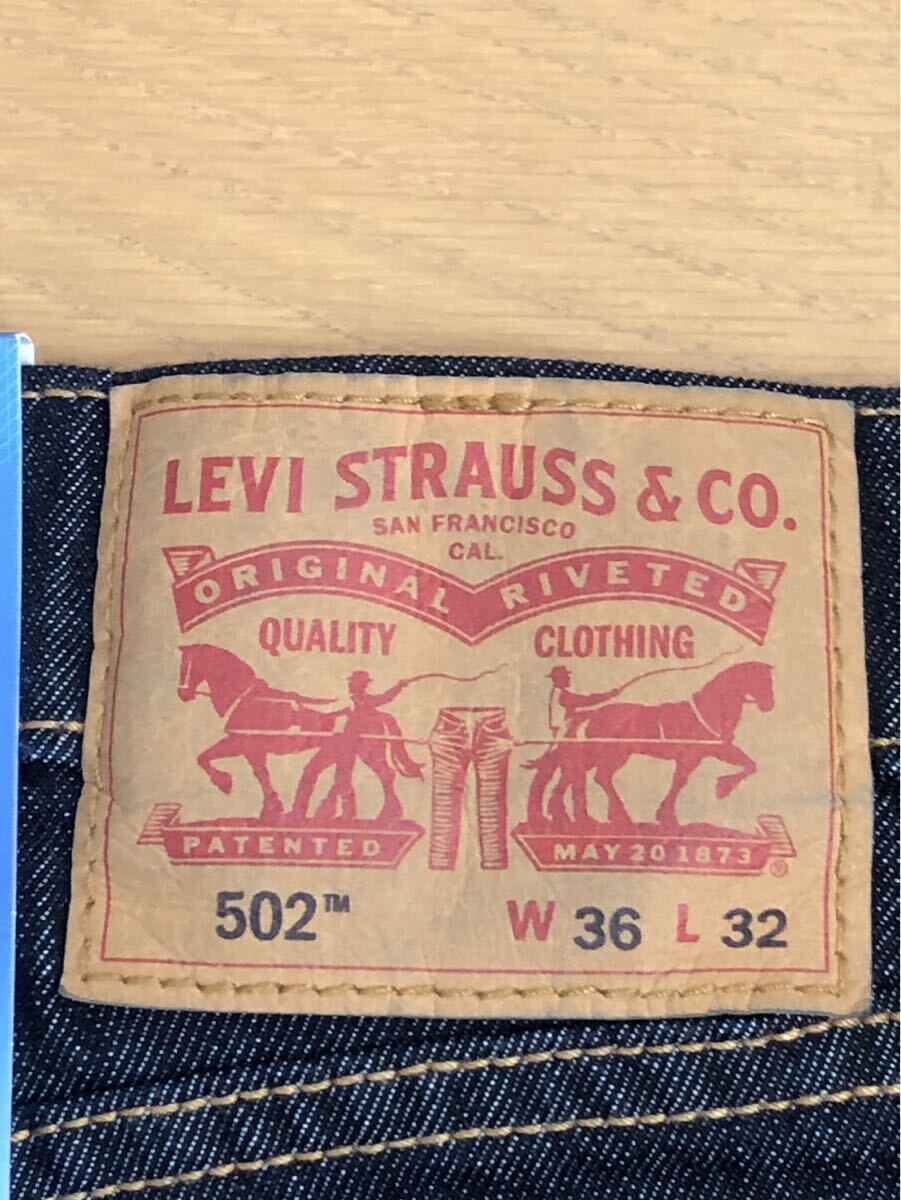 LEVI STRAUSS & CO.
SAN FRANCISCO
CAL.
ORIGINAL RIVETED
QUALITY CLOTHING
PATENTED MAY 20 1873 ®
502™ W 36 L 32